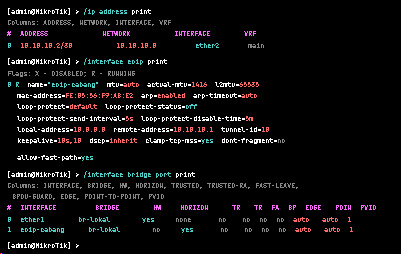 [admin@MikroTik] > /ip address print
Columns: ADDRESS, NETWORK, INTERFACE, VRF
# ADDRESS NETWORK INTERFACE VRF
0 10.10.10.2/30 10.10.10.0 ether2 main
[admin@MikroTik] > /interface eoip print
Flags: X - DISABLED; R - RUNNING
0 R name="eoip-cabang" mtu=auto actual-mtu=1416 l2mtu=65535
mac-address=FE:05:56:F9:AB:E2 arp=enabled arp-timeout=auto
loop-protect=default loop-protect-status=off
loop-protect-send-interval=5s loop-protect-disable-time=5m
local-address=10.0.0.0 remote-address=10.10.10.1 tunnel-id=10
keepalive=10s,10 dscp=inherit clamp-tcp-mss=yes dont-fragment=no
allow-fast-path=yes
[admin@MikroTik] > /interface bridge port print
Columns: INTERFACE, BRIDGE, HW, HORIZON, TRUSTED, TRUSTED-RA, FAST-LEAVE,
BPDU-GUARD, EDGE, POINT-TO-POINT, PVID
# INTERFACE BRIDGE HW HORIZON TR TR FA BP EDGE POIN PVID
0 ether1 br-lokal yes none no no no no auto auto 1
1 eoip-cabang br-lokal no yes no no no no auto auto 1
[admin@MikroTik] >